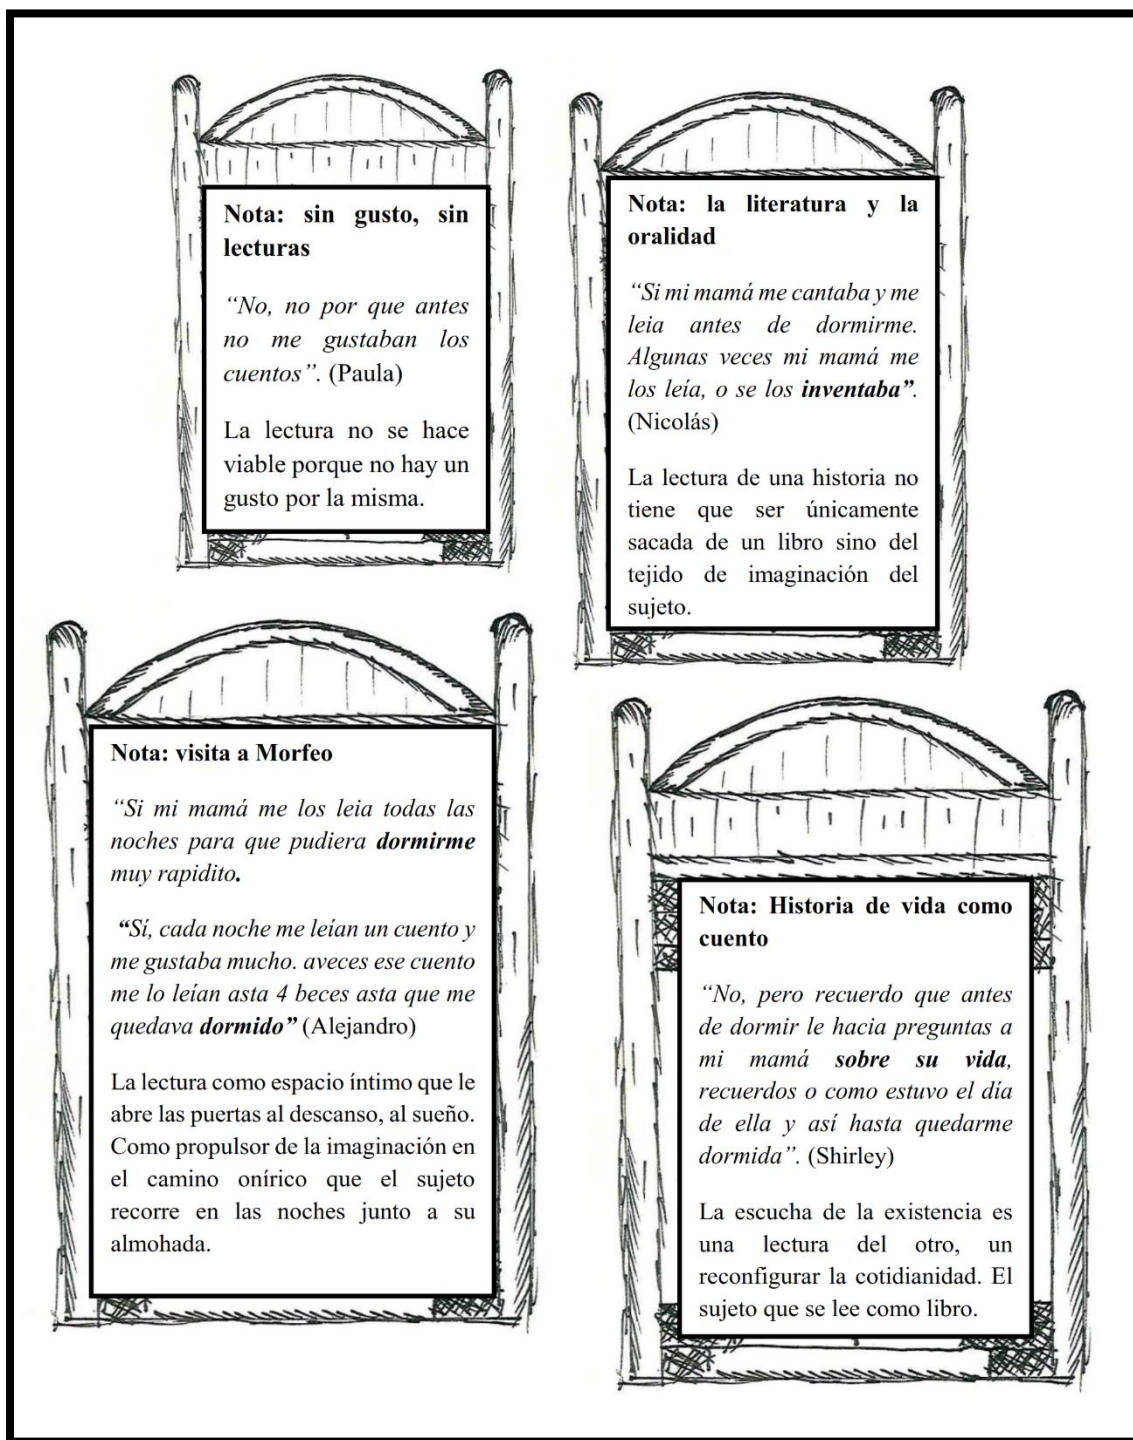 Nota: sin gusto, sin
lecturas
“No, no por que antes
no me gustaban los
cuentos”. (Paula)
La lectura no se hace
viable porque no hay un
gusto por la misma.
Nota: la literatura y la
oralidad
“Si mi mamá me cantaba y me
leia antes de dormirme.
Algunas veces mi mamá me
los leía, o se los inventaba”.
(Nicolás)
La lectura de una historia no
tiene que ser únicamente
sacada de un libro sino del
tejido de imaginación del
sujeto.
Nota: visita a Morfeo
“Si mi mamá me los leia todas las
noches para que pudiera dormirme
muy rapidito.
“Sí, cada noche me leían un cuento y
me gustaba mucho. aveces ese cuento
me lo leían asta 4 beces asta que me
quedava dormido” (Alejandro)
La lectura como espacio íntimo que le
abre las puertas al descanso, al sueño.
Como propulsor de la imaginación en
el camino onírico que el sujeto
recorre en las noches junto a su
almohada.
Nota: Historia de vida como
cuento
“No, pero recuerdo que antes
de dormir le hacia preguntas a
mi mamá sobre su vida,
recuerdos o como estuvo el día
de ella y así hasta quedarme
dormida”. (Shirley)
La escucha de la existencia es
una lectura del otro, un
reconfigurar la cotidianidad. El
sujeto que se lee como libro.